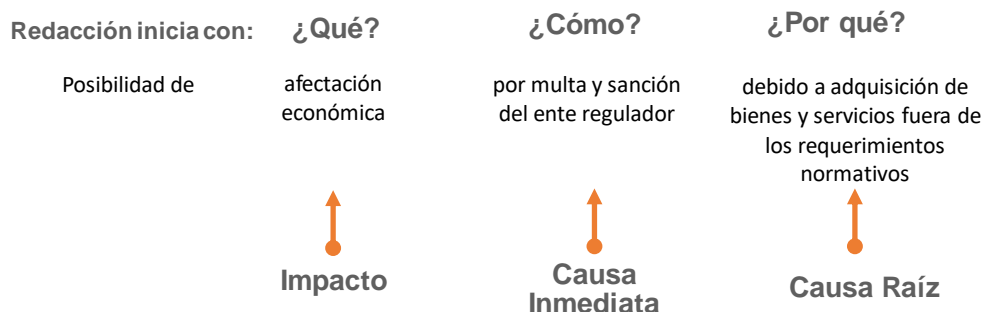 Redacción inicia con: ¿Qué? ¿Cómo? ¿Por qué?
Posibilidad de
afectación
económica
por multa y sanción
del ente regulador
debido a adquisición de
bienes y servicios fuera de
los requerimientos
normativos
Impacto
Causa
Inmediata
Causa Raíz